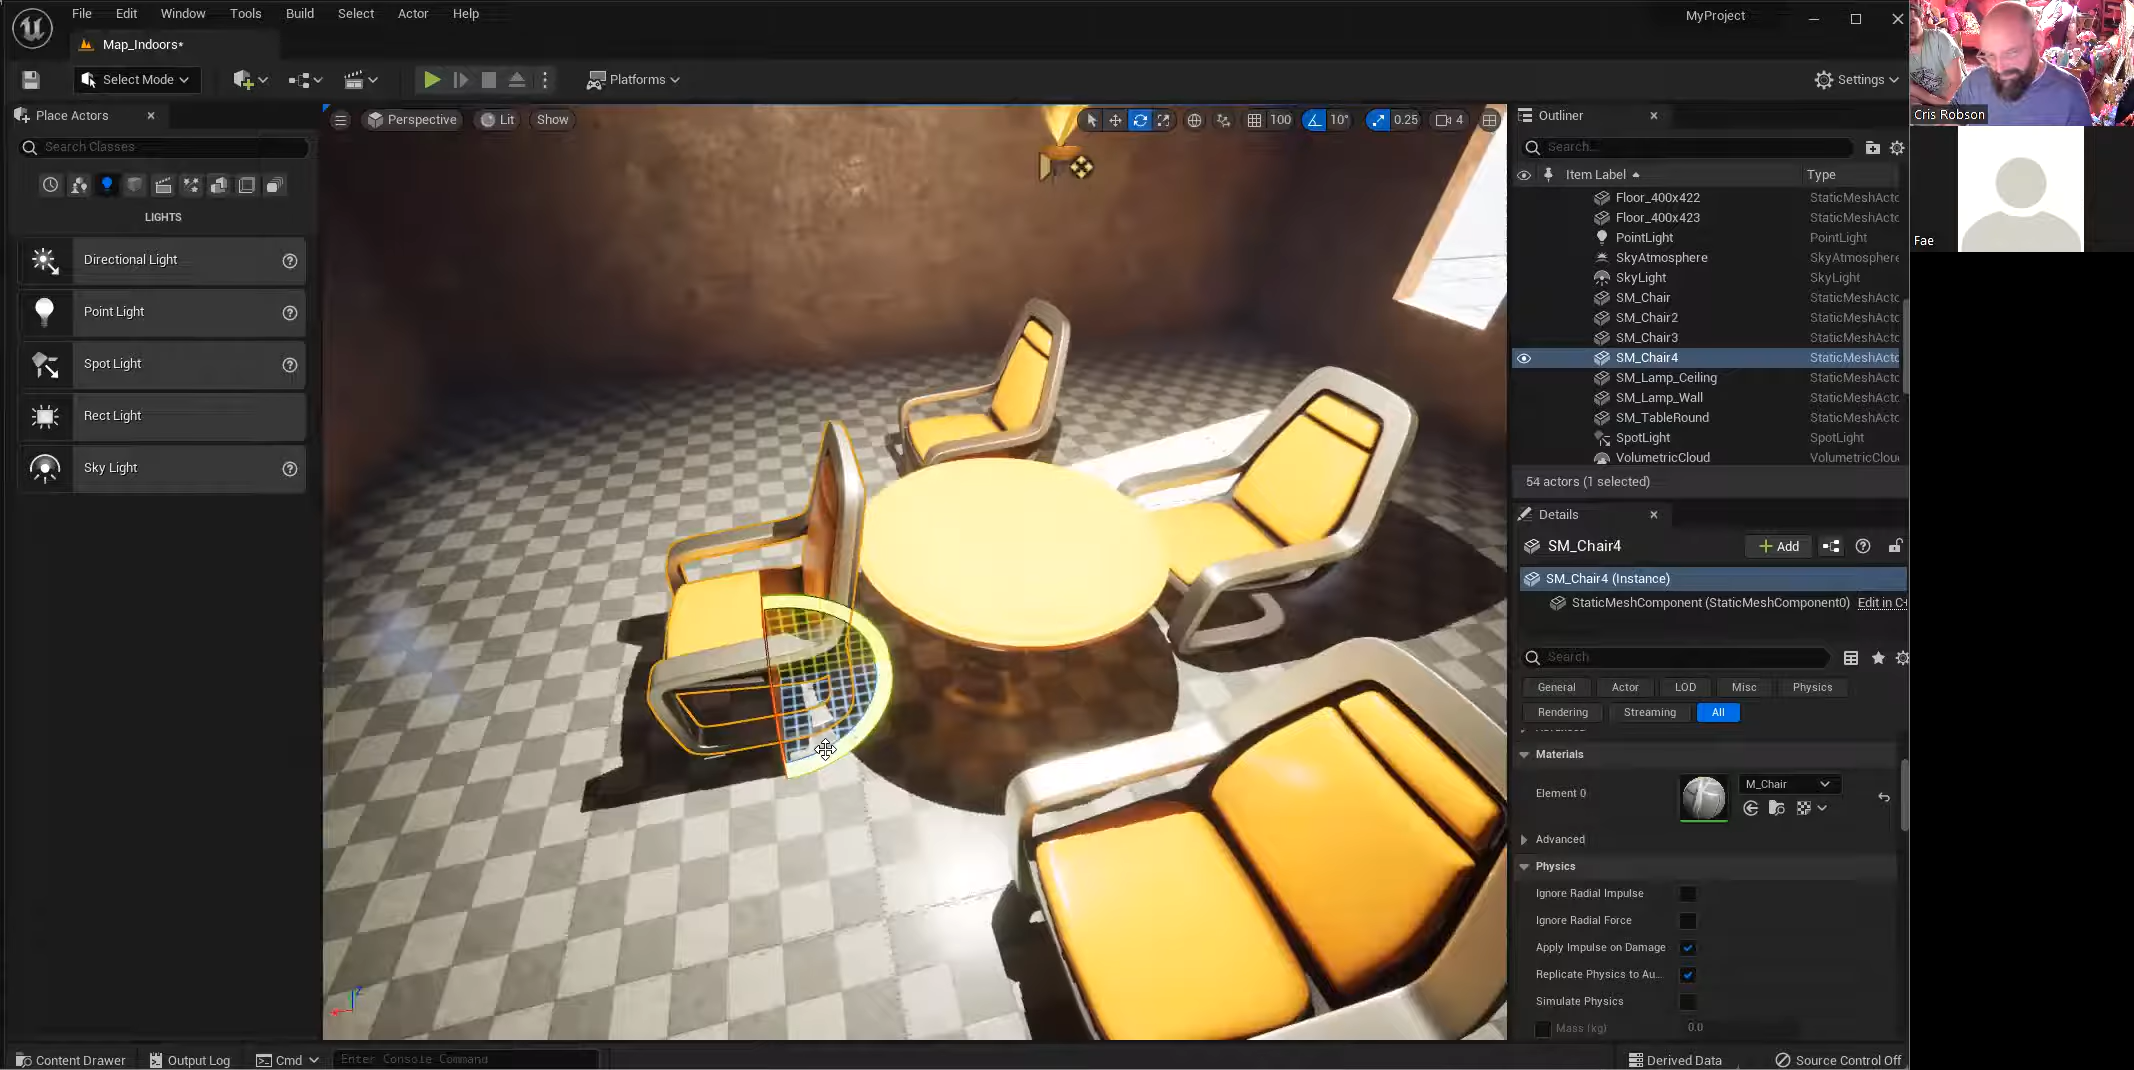 File Edit Window Tools Build Select Actor Help
MyProject
Map_Indoors*
Select Mode
Platforms
Settings
Place Actors
Search Classes
LIGHTS
Directional Light
Point Light
Spot Light
Rect Light
Sky Light
Perspective Lit Show
100 10° 0.25 4
Outliner
Search...
Item Label Type
Floor_400x422 StaticMeshActo
Floor_400x423 StaticMeshActo
PointLight PointLight
SkyAtmosphere SkyAtmosphere
SkyLight SkyLight
SM_Chair StaticMeshActo
SM_Chair2 StaticMeshActo
SM_Chair3 StaticMeshActo
SM_Chair4 StaticMeshActo
SM_Lamp_Ceiling StaticMeshActo
SM_Lamp_Wall StaticMeshActo
SM_TableRound StaticMeshActo
SpotLight SpotLight
VolumetricCloud VolumetricClou
54 actors (1 selected)
Details
SM_Chair4
Add
SM_Chair4 (Instance)
StaticMeshComponent (StaticMeshComponent0) Edit in C+
Search
General Actor LOD Misc Physics
Rendering Streaming All
Materials
Element 0
M_Chair
Advanced
Physics
Ignore Radial Impulse
Ignore Radial Force
Apply Impulse on Damage
Replicate Physics to Au...
Simulate Physics
Mass (kg) 0.0
Content Drawer Output Log Cmd Enter Console Command
Derived Data Source Control Off
Cris Robson
Fae